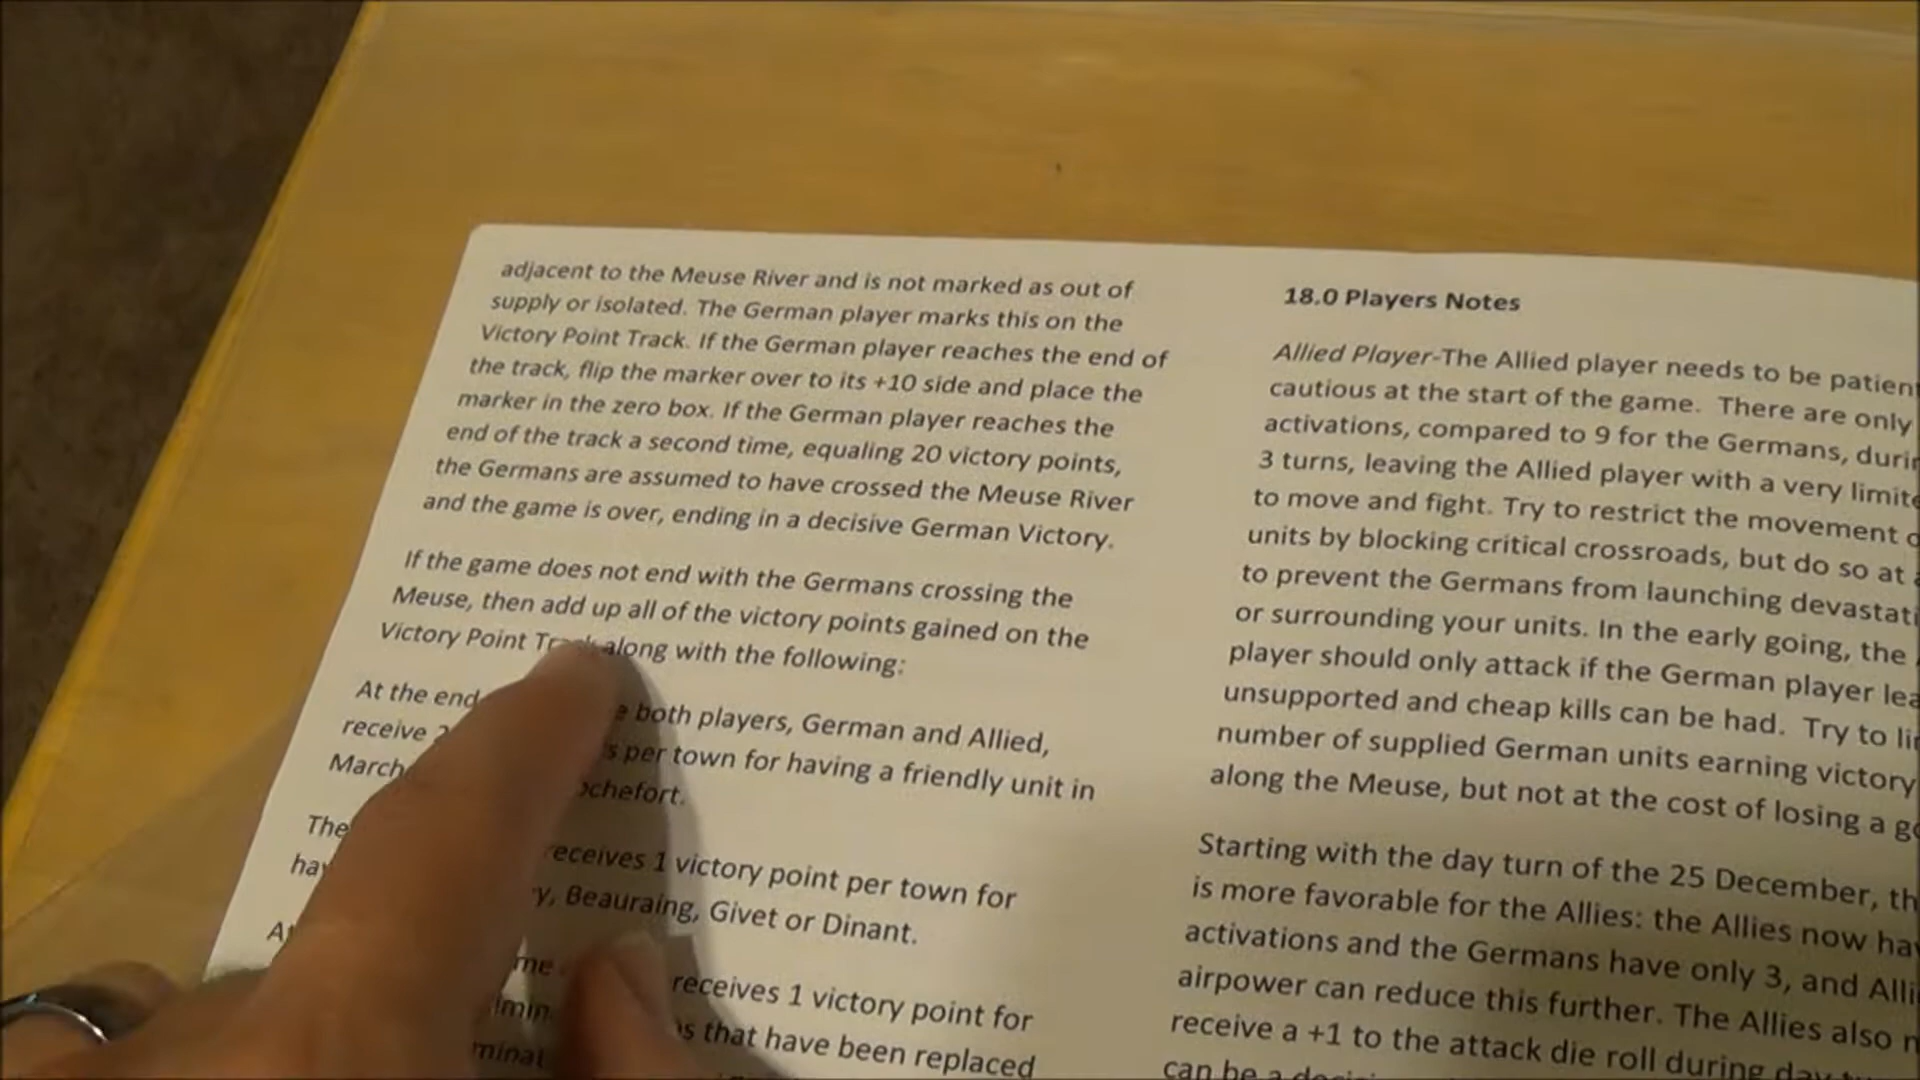 adjacent to the Meuse River and is not marked as out of
supply or isolated. The German player marks this on the
Victory Point Track. If the German player reaches the end of
the track, flip the marker over to its +10 side and place the
marker in the zero box. If the German player reaches the
end of the track a second time, equaling 20 victory points,
the Germans are assumed to have crossed the Meuse River
and the game is over, ending in a decisive German Victory.
If the game does not end with the Germans crossing the
Meuse, then add up all of the victory points gained on the
Victory Point Track along with the following:
At the end both players, German and Allied,
receive per town for having a friendly unit in
The receives 1 victory point per town for
Beauraing, Givet or Dinant.
receives 1 victory point for
that have been replaced
18.0 Players Notes
Allied Player-The Allied player needs to be patient
cautious at the start of the game. There are only
activations, compared to 9 for the Germans,
3 turns, leaving the Allied player with a very
to move and fight. Try to restrict the movement
units by blocking critical crossroads, but do so at
to prevent the Germans from launching
or surrounding your units. In the early going, the
player should only attack if the German player
unsupported and cheap kills can be had. Try to
number of supplied German units earning victory
along the Meuse, but not at the cost of losing a
Starting with the day turn of the 25 December,
is more favorable for the Allies: the Allies now
activations and the Germans have only 3, and
airpower can reduce this further. The Allies also
receive a +1 to the attack die roll during
can be a